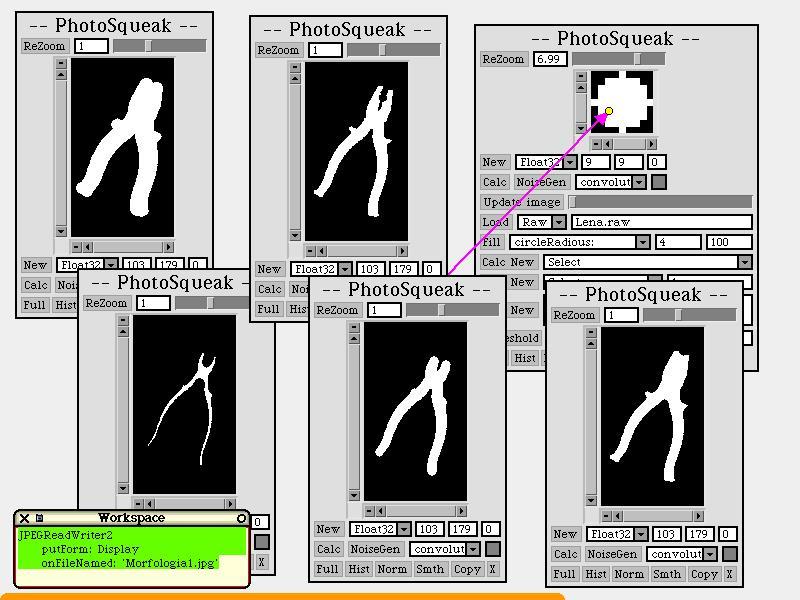 -- PhotoSqueak --
ReZoom 1
New Float32 103 179 0
Calc
Full Hist
-- PhotoSqueak --
ReZoom 1
New Float32 103 179 0
Calc
Full Hist
-- PhotoSqueak --
ReZoom 6.99
New Float32 9 9 0
Calc NoiseGen convolut
Update image
Load Raw Lena.raw
Fill circleRadious: 4 100
Calc New Select
New
New
Hist
-- PhotoSqueak --
ReZoom 1
0
X
-- PhotoSqueak --
ReZoom 1
New Float32 103 179 0
Calc NoiseGen convolut
Full Hist Norm Smth Copy X
-- PhotoSqueak --
ReZoom 1
New Float32 103 179 0
Calc NoiseGen convolut
Full Hist Norm Smth Copy X
X Workspace O
JPEGReadWriter2
putForm: Display
onFileNamed: 'Morfologia1.jpg'